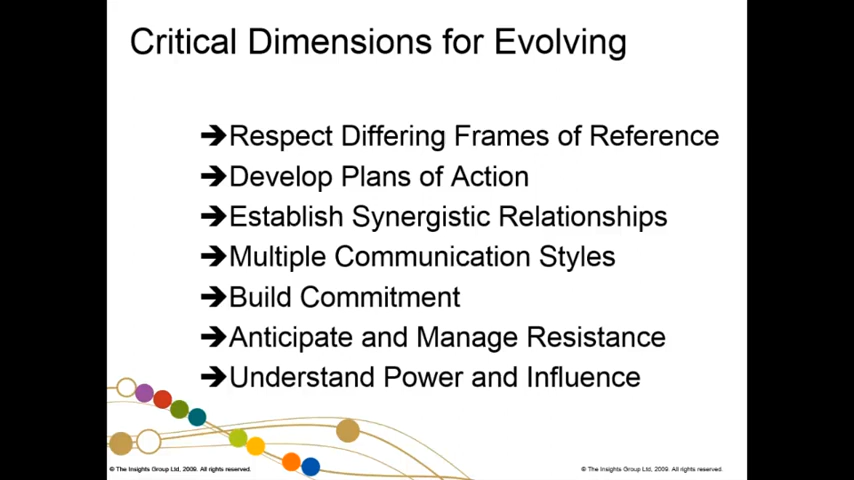 Critical Dimensions for Evolving
➔Respect Differing Frames of Reference
➔Develop Plans of Action
➔Establish Synergistic Relationships
➔Multiple Communication Styles
➔Build Commitment
➔Anticipate and Manage Resistance
➔Understand Power and Influence
© The Insights Group Ltd, 2009. All rights reserved.
© The Insights Group Ltd, 2009. All rights reserved.